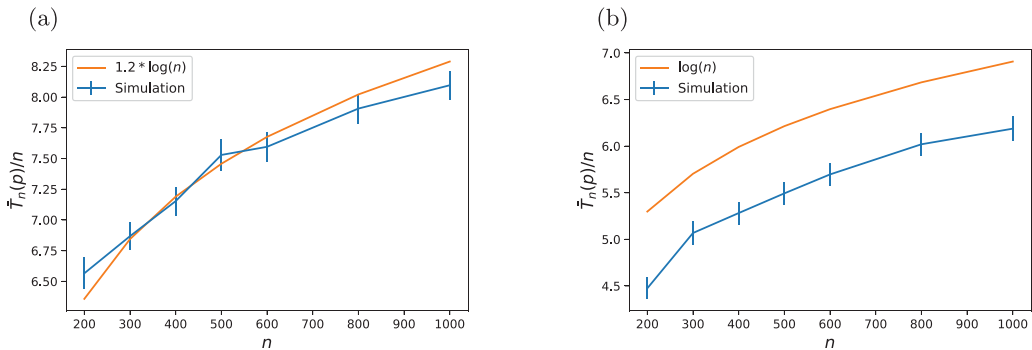 (a)
1.2 * log(n)
Simulation
8.25
8.00
7.75
7.50
7.25
7.00
6.75
6.50
T̄ₙ(p)/n
200 300 400 500 600 700 800 900 1000
n
(b)
log(n)
Simulation
7.0
6.5
6.0
5.5
5.0
4.5
T̄ₙ(p)/n
200 300 400 500 600 700 800 900 1000
n